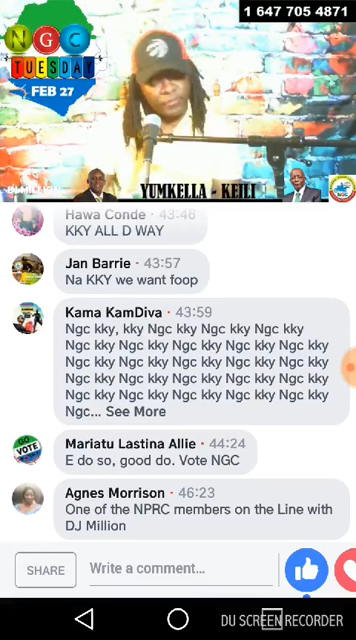 1 647 705 4871
NGC
TUESDAY
FEB 27
DJ MILLION
YUMKELLA - KEILI
NGC
Hawa Conde · 43:46
KKY ALL D WAY
Jan Barrie · 43:57
Na KKY we want foop
Kama KamDiva · 43:59
Ngc kky, kky Ngc kky Ngc kky Ngc kky
Ngc kky Ngc kky Ngc kky Ngc kky Ngc kky
Ngc kky Ngc kky Ngc kky Ngc kky Ngc kky
Ngc kky Ngc kky Ngc kky Ngc kky Ngc kky
Ngc kky Ngc kky Ngc kky Ngc kky Ngc kky
Ngc... See More
GO
VOTE
Mariatu Lastina Allie · 44:24
E do so, good do. Vote NGC
Agnes Morrison · 46:23
One of the NPRC members on the Line with
DJ Million
SHARE
Write a comment...
DU SCREEN RECORDER